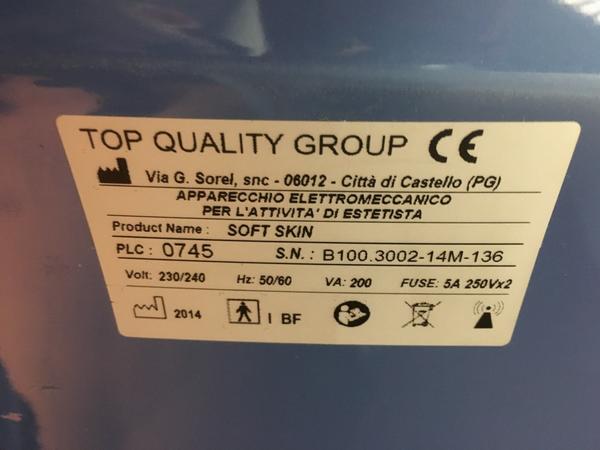 TOP QUALITY GROUP CE
Via G. Sorel, snc - 06012 - Città di Castello (PG)
APPARECCHIO ELETTROMECCANICO
PER L'ATTIVITA' DI ESTETISTA
Product Name : SOFT SKIN
PLC : 0745 S.N. : B100.3002-14M-136
Volt: 230/240 Hz: 50/60 VA: 200 FUSE: 5A 250Vx2
2014 I BF